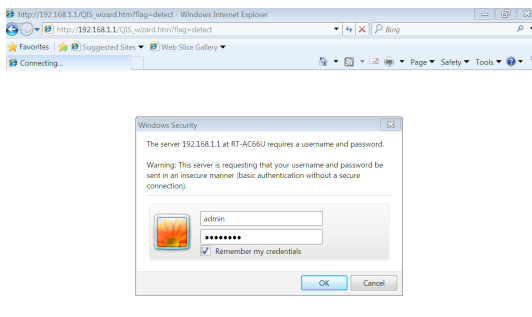 http://192.168.1.1/QIS_wizard.htm?flag=detect - Windows Internet Explorer
http://192.168.1.1/QIS_wizard.htm?flag=detect
Bing
Favorites Suggested Sites Web Slice Gallery
Connecting...
Page Safety Tools
Windows Security
The server 192.168.1.1 at RT-AC66U requires a username and password.
Warning: This server is requesting that your username and password be
sent in an insecure manner (basic authentication without a secure
connection).
admin
••••••••
Remember my credentials
OK Cancel